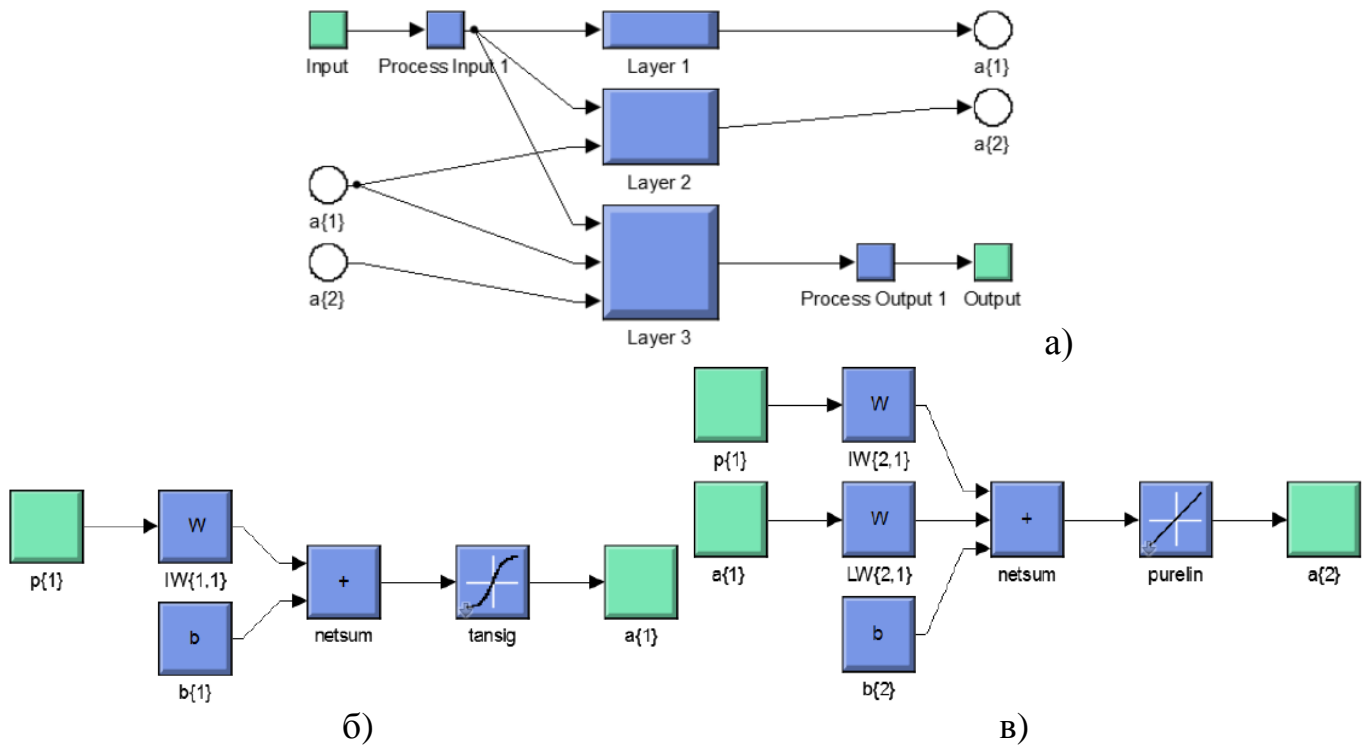 Input
Process Input 1
Layer 1
a{1}
a{2}
Layer 2
a{1}
a{2}
Process Output 1
Output
Layer 3
а)
W
p{1}
IW{1,1}
b
b{1}
+
netsum
tansig
a{1}
б)
W
p{1}
IW{2,1}
W
a{1}
LW{2,1}
b
b{2}
+
netsum
purelin
a{2}
в)